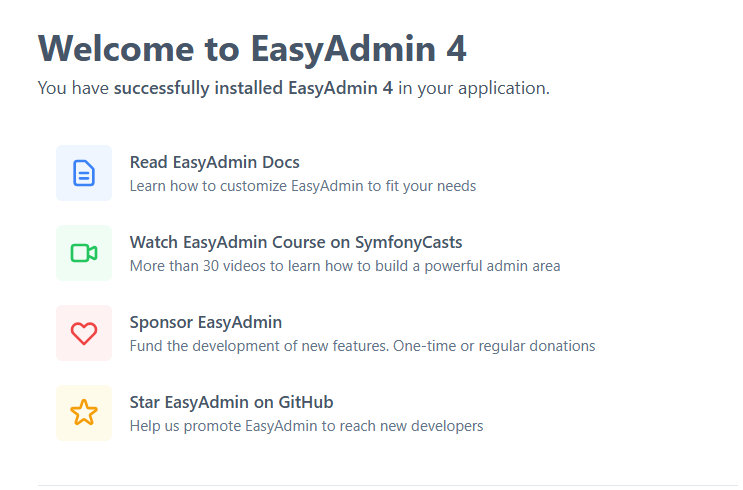 Welcome to EasyAdmin 4
You have successfully installed EasyAdmin 4 in your application.
Read EasyAdmin Docs
Learn how to customize EasyAdmin to fit your needs
Watch EasyAdmin Course on SymfonyCasts
More than 30 videos to learn how to build a powerful admin area
Sponsor EasyAdmin
Fund the development of new features. One-time or regular donations
Star EasyAdmin on GitHub
Help us promote EasyAdmin to reach new developers